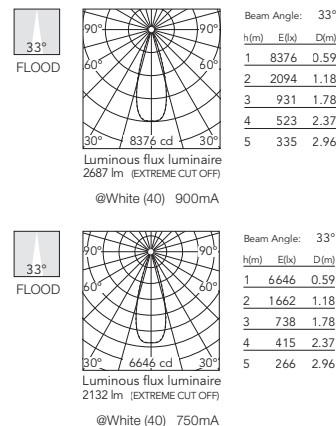 33°
FLOOD
90° 90°
60° 60°
30° 8376 cd 30°
Luminous flux luminaire
2687 lm (EXTREME CUT OFF)
@White (40) 900mA
Beam Angle: 33°
h(m) E(lx) D(m)
1 8376 0.59
2 2094 1.18
3 931 1.78
4 523 2.37
5 335 2.96
33°
FLOOD
90° 90°
60° 60°
30° 6646 cd 30°
Luminous flux luminaire
2132 lm (EXTREME CUT OFF)
@White (40) 750mA
Beam Angle: 33°
h(m) E(lx) D(m)
1 6646 0.59
2 1662 1.18
3 738 1.78
4 415 2.37
5 266 2.96